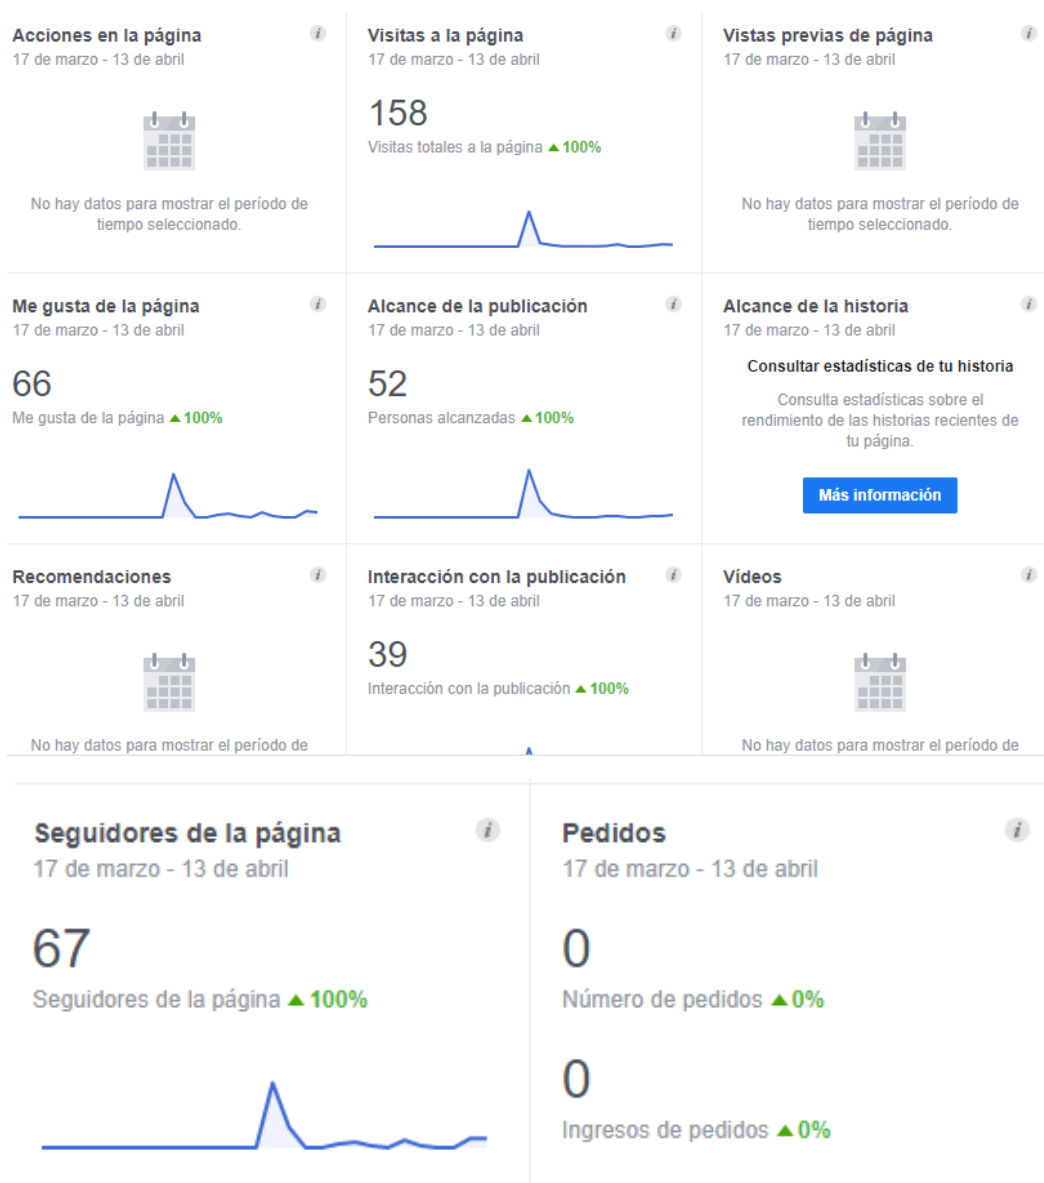 Acciones en la página
17 de marzo - 13 de abril
No hay datos para mostrar el período de
tiempo seleccionado.
Visitas a la página
17 de marzo - 13 de abril
158
Visitas totales a la página ▲ 100%
Vistas previas de página
17 de marzo - 13 de abril
No hay datos para mostrar el período de
tiempo seleccionado.
Me gusta de la página
17 de marzo - 13 de abril
66
Me gusta de la página ▲ 100%
Alcance de la publicación
17 de marzo - 13 de abril
52
Personas alcanzadas ▲ 100%
Alcance de la historia
17 de marzo - 13 de abril
Consultar estadísticas de tu historia
Consulta estadísticas sobre el
rendimiento de las historias recientes de
tu página.
Más información
Recomendaciones
17 de marzo - 13 de abril
No hay datos para mostrar el período de
Interacción con la publicación
17 de marzo - 13 de abril
39
Interacción con la publicación ▲ 100%
Vídeos
17 de marzo - 13 de abril
No hay datos para mostrar el período de
Seguidores de la página
17 de marzo - 13 de abril
67
Seguidores de la página ▲ 100%
Pedidos
17 de marzo - 13 de abril
0
Número de pedidos ▲ 0%
0
Ingresos de pedidos ▲ 0%